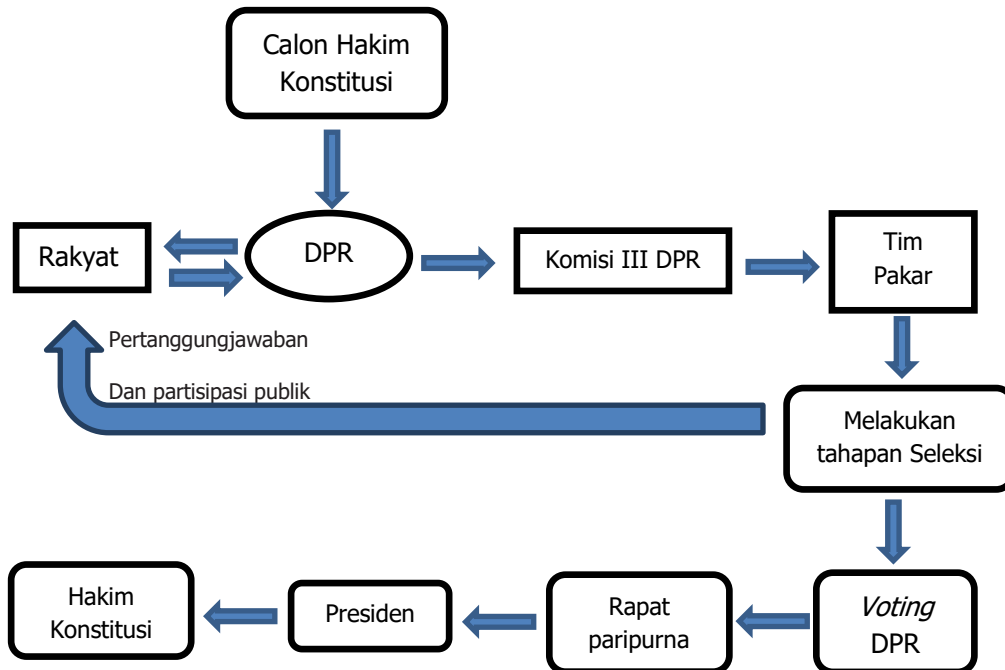 Calon Hakim
Konstitusi
Rakyat
DPR
Komisi III DPR
Tim
Pakar
Pertanggungjawaban
Dan partisipasi publik
Melakukan
tahapan Seleksi
Hakim
Konstitusi
Presiden
Rapat
paripurna
Voting
DPR